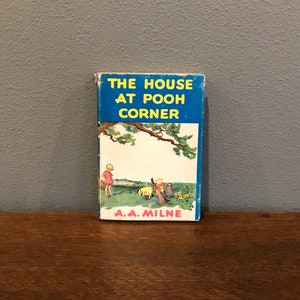 THE HOUSE
AT POOH
CORNER
A.A. MILNE